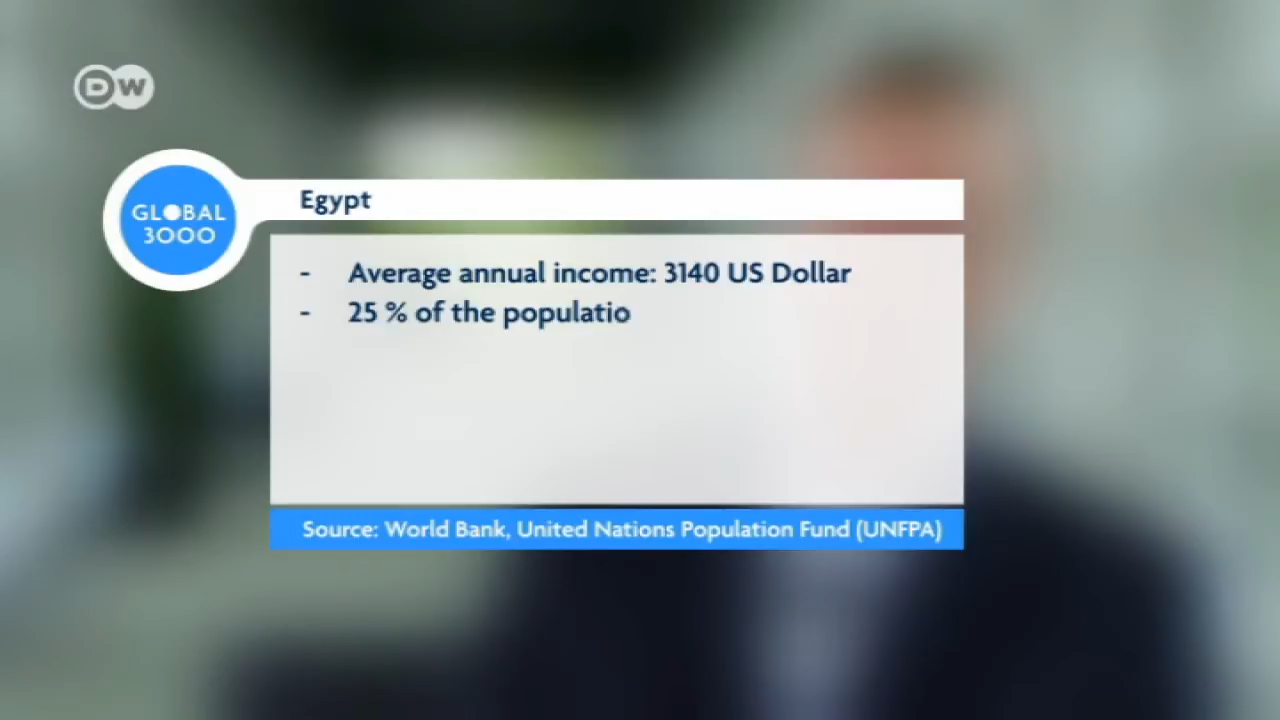 DW
GLOBAL
3000
Egypt
- Average annual income: 3140 US Dollar
- 25 % of the populatio
Source: World Bank, United Nations Population Fund (UNFPA)